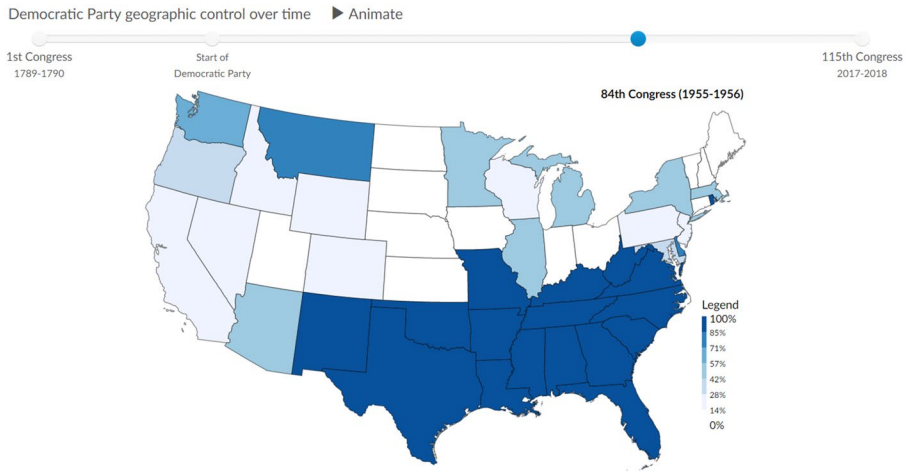 Democratic Party geographic control over time ▶ Animate
1st Congress
1789-1790
Start of
Democratic Party
115th Congress
2017-2018
84th Congress (1955-1956)
Legend
100%
85%
71%
57%
42%
28%
14%
0%